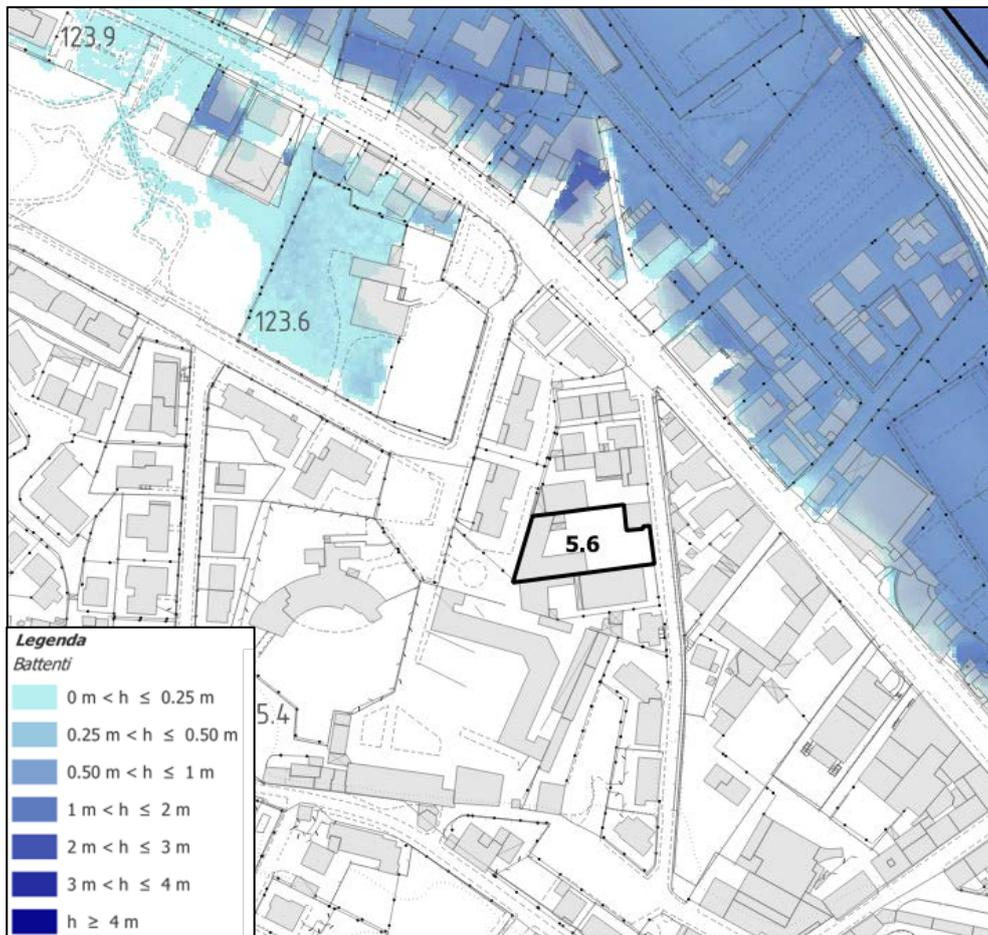 123.9
123.6
5.6
5.4
Legenda
Battenti
0 m < h ≤ 0.25 m
0.25 m < h ≤ 0.50 m
0.50 m < h ≤ 1 m
1 m < h ≤ 2 m
2 m < h ≤ 3 m
3 m < h ≤ 4 m
h ≥ 4 m